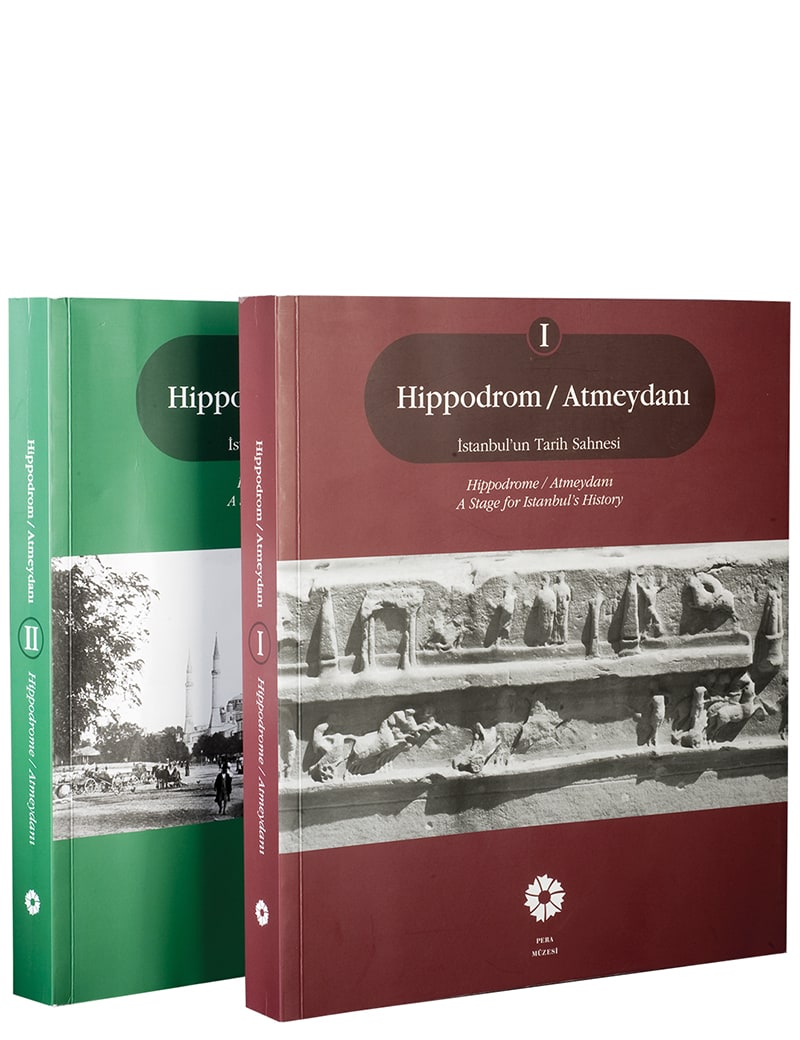 I
Hippodrom / Atmeydanı
İstanbul'un Tarih Sahnesi
Hippodrome / Atmeydanı
A Stage for Istanbul's History
PERA
MÜZESİ
Hippodrom / Atmeydanı
I
Hippodrome / Atmeydanı
Hippo
İs
A S
Hippodrom / Atmeydanı
II
Hippodrome / Atmeydanı